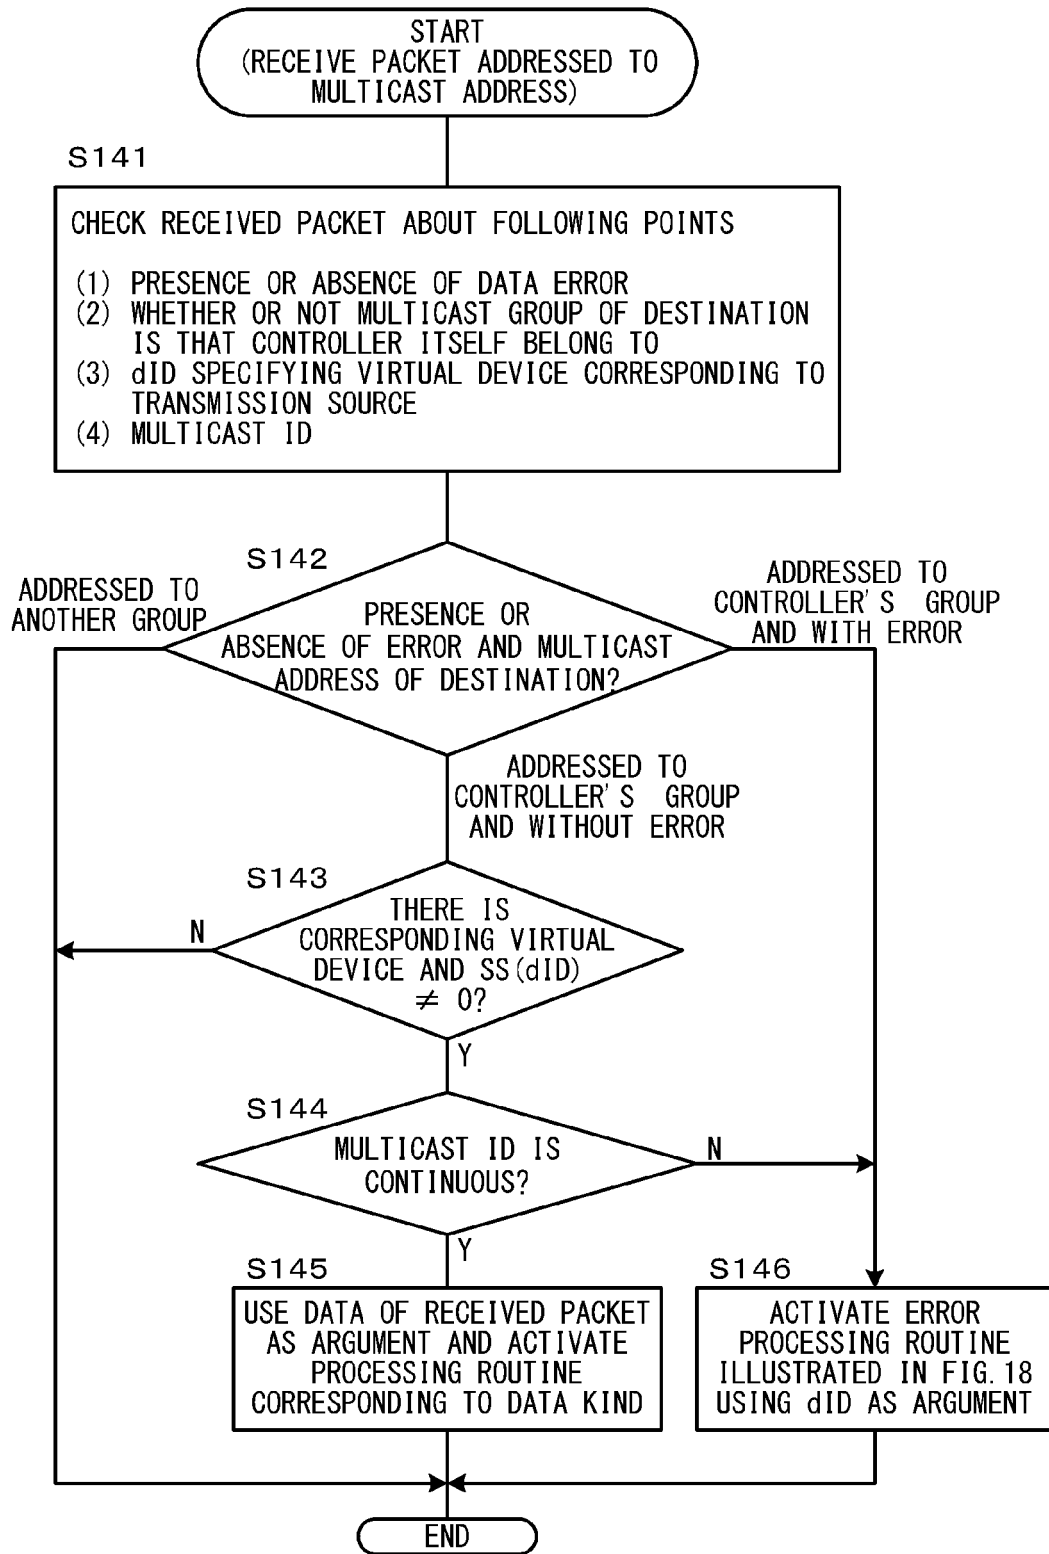 START
(RECEIVE PACKET ADDRESSED TO
MULTICAST ADDRESS)
S141
CHECK RECEIVED PACKET ABOUT FOLLOWING POINTS
(1) PRESENCE OR ABSENCE OF DATA ERROR
(2) WHETHER OR NOT MULTICAST GROUP OF DESTINATION
IS THAT CONTROLLER ITSELF BELONG TO
(3) dID SPECIFYING VIRTUAL DEVICE CORRESPONDING TO
TRANSMISSION SOURCE
(4) MULTICAST ID
S142
ADDRESSED TO
ANOTHER GROUP
PRESENCE OR
ABSENCE OF ERROR AND MULTICAST
ADDRESS OF DESTINATION?
ADDRESSED TO
CONTROLLER'S GROUP
AND WITH ERROR
ADDRESSED TO
CONTROLLER'S GROUP
AND WITHOUT ERROR
S143
N
THERE IS
CORRESPONDING VIRTUAL
DEVICE AND SS(dID)
≠ 0?
Y
S144
MULTICAST ID IS
CONTINUOUS?
N
Y
S145
USE DATA OF RECEIVED PACKET
AS ARGUMENT AND ACTIVATE
PROCESSING ROUTINE
CORRESPONDING TO DATA KIND
S146
ACTIVATE ERROR
PROCESSING ROUTINE
ILLUSTRATED IN FIG.18
USING dID AS ARGUMENT
END